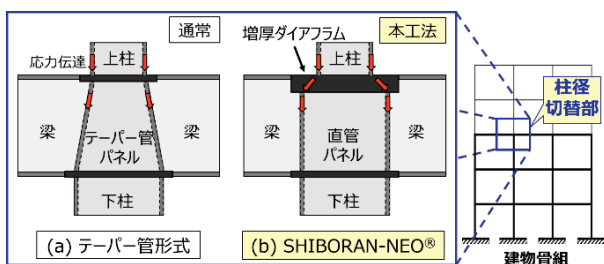 通常
応力伝達
上柱
梁
テーパー管
パネル
梁
下柱
(a) テーパー管形式
増厚ダイアフラム
本工法
上柱
梁
直管
パネル
梁
下柱
(b) SHIBORAN-NEO®
柱径
切替部
建物骨組